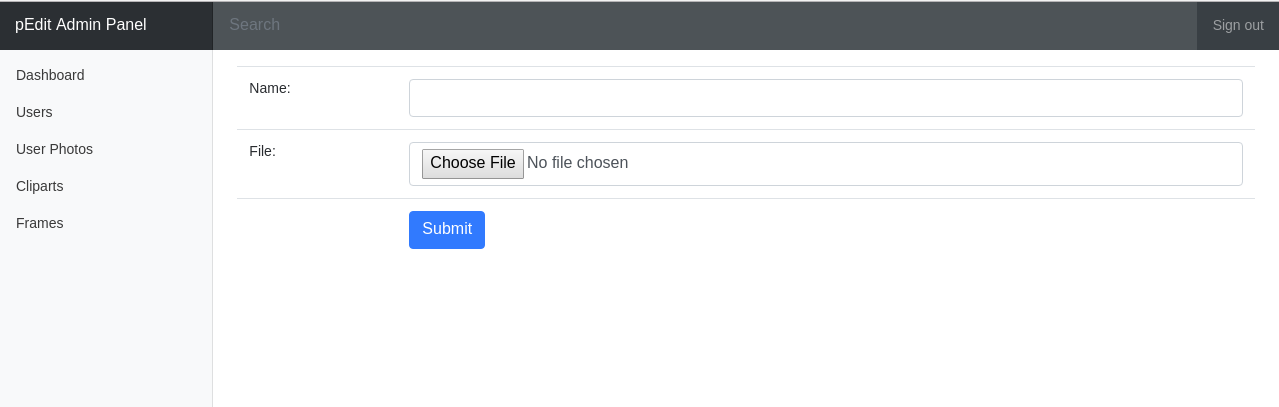 pEdit Admin Panel
Search
Sign out
Dashboard
Users
User Photos
Cliparts
Frames
Name:
File:
Choose File No file chosen
Submit